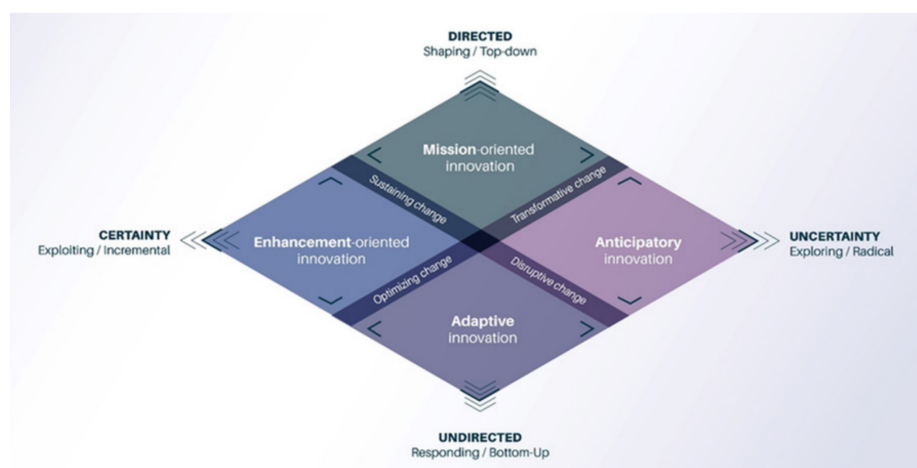 DIRECTED
Shaping / Top-down
Mission-oriented
innovation
Sustaining change
Transformative change
CERTAINTY
Exploiting / Incremental
Enhancement-oriented
innovation
Anticipatory
innovation
UNCERTAINTY
Exploring / Radical
Optimizing change
Disruptive change
Adaptive
innovation
UNDIRECTED
Responding / Bottom-Up